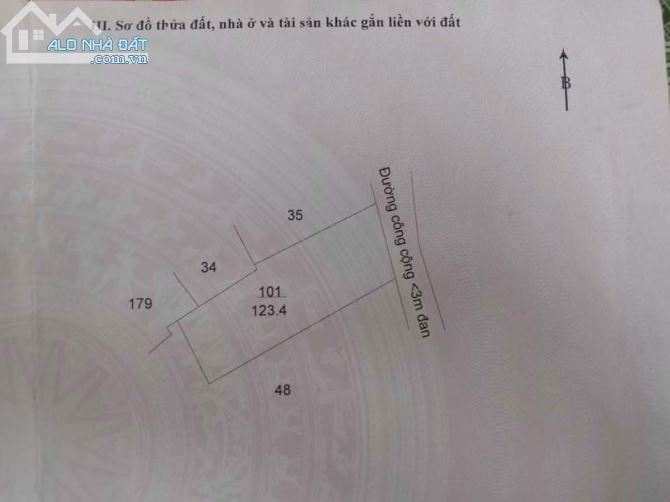 III. Sơ đồ thửa đất, nhà ở và tài sản khác gắn liền với đất
ALO NHÀ ĐẤT
.com.vn
B
Đường công cộng <3m đan
35
34
101
123.4
179
48